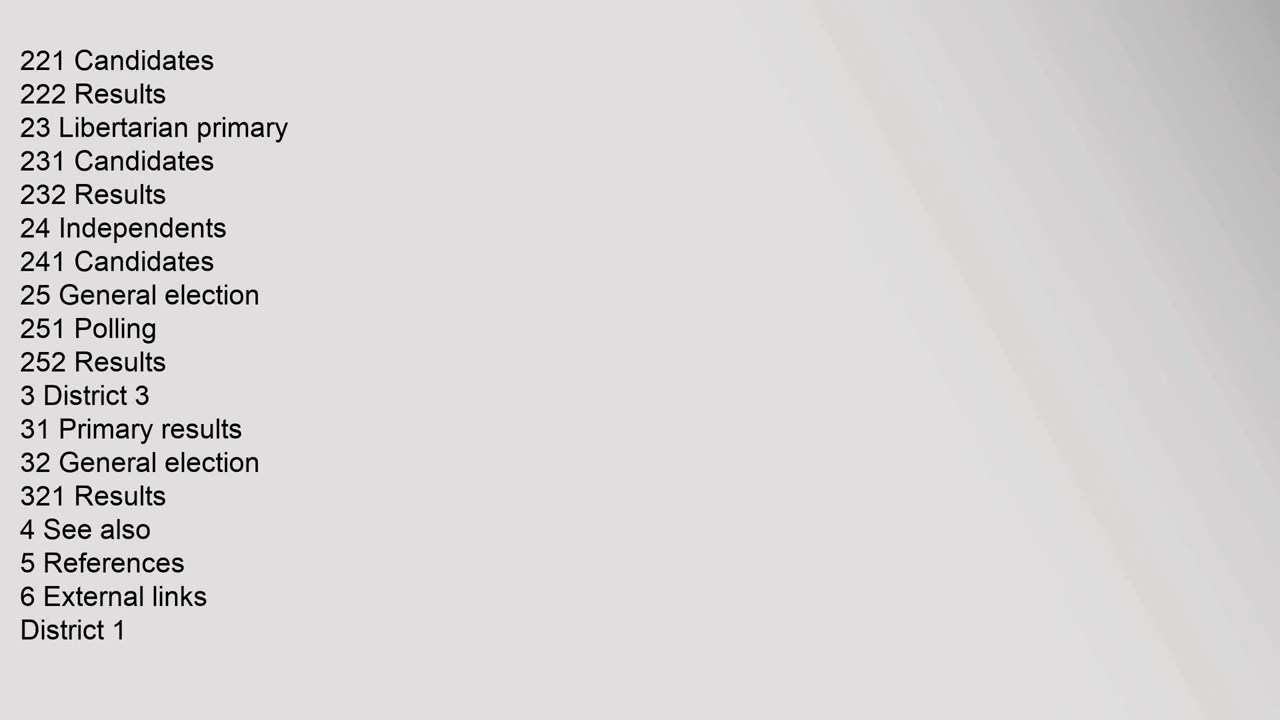 221 Candidates
222 Results
23 Libertarian primary
231 Candidates
232 Results
24 Independents
241 Candidates
25 General election
251 Polling
252 Results
3 District 3
31 Primary results
32 General election
321 Results
4 See also
5 References
6 External links
District 1